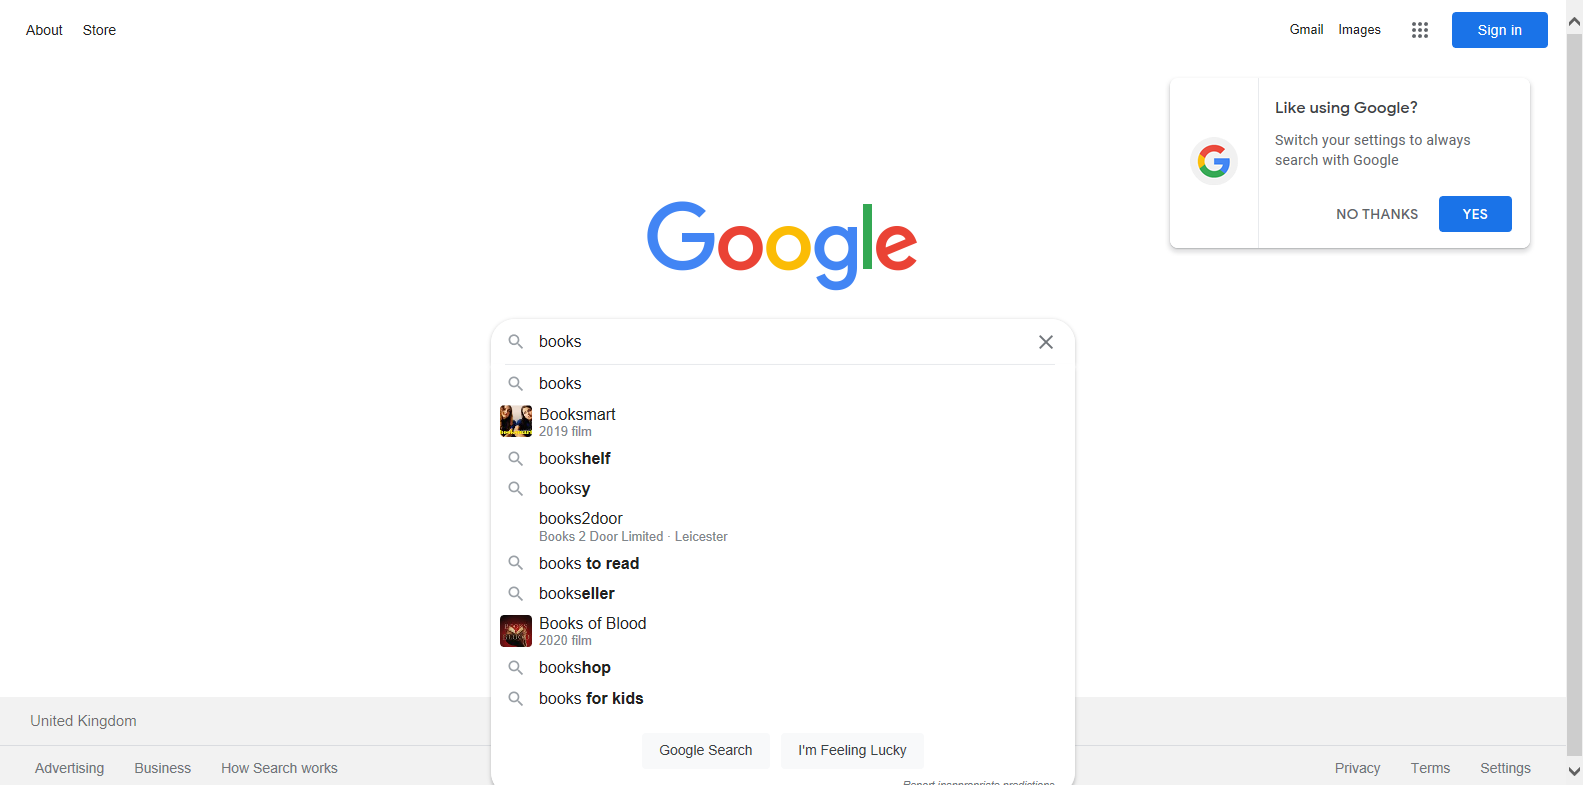 About Store
Gmail Images Sign in
Like using Google?
Switch your settings to always
search with Google
NO THANKS YES
Google
books
books
Booksmart
2019 film
bookshelf
booksy
books2door
Books 2 Door Limited · Leicester
books to read
bookseller
Books of Blood
2020 film
bookshop
books for kids
Google Search I'm Feeling Lucky
Report inappropriate predictions
United Kingdom
Advertising Business How Search works
Privacy Terms Settings